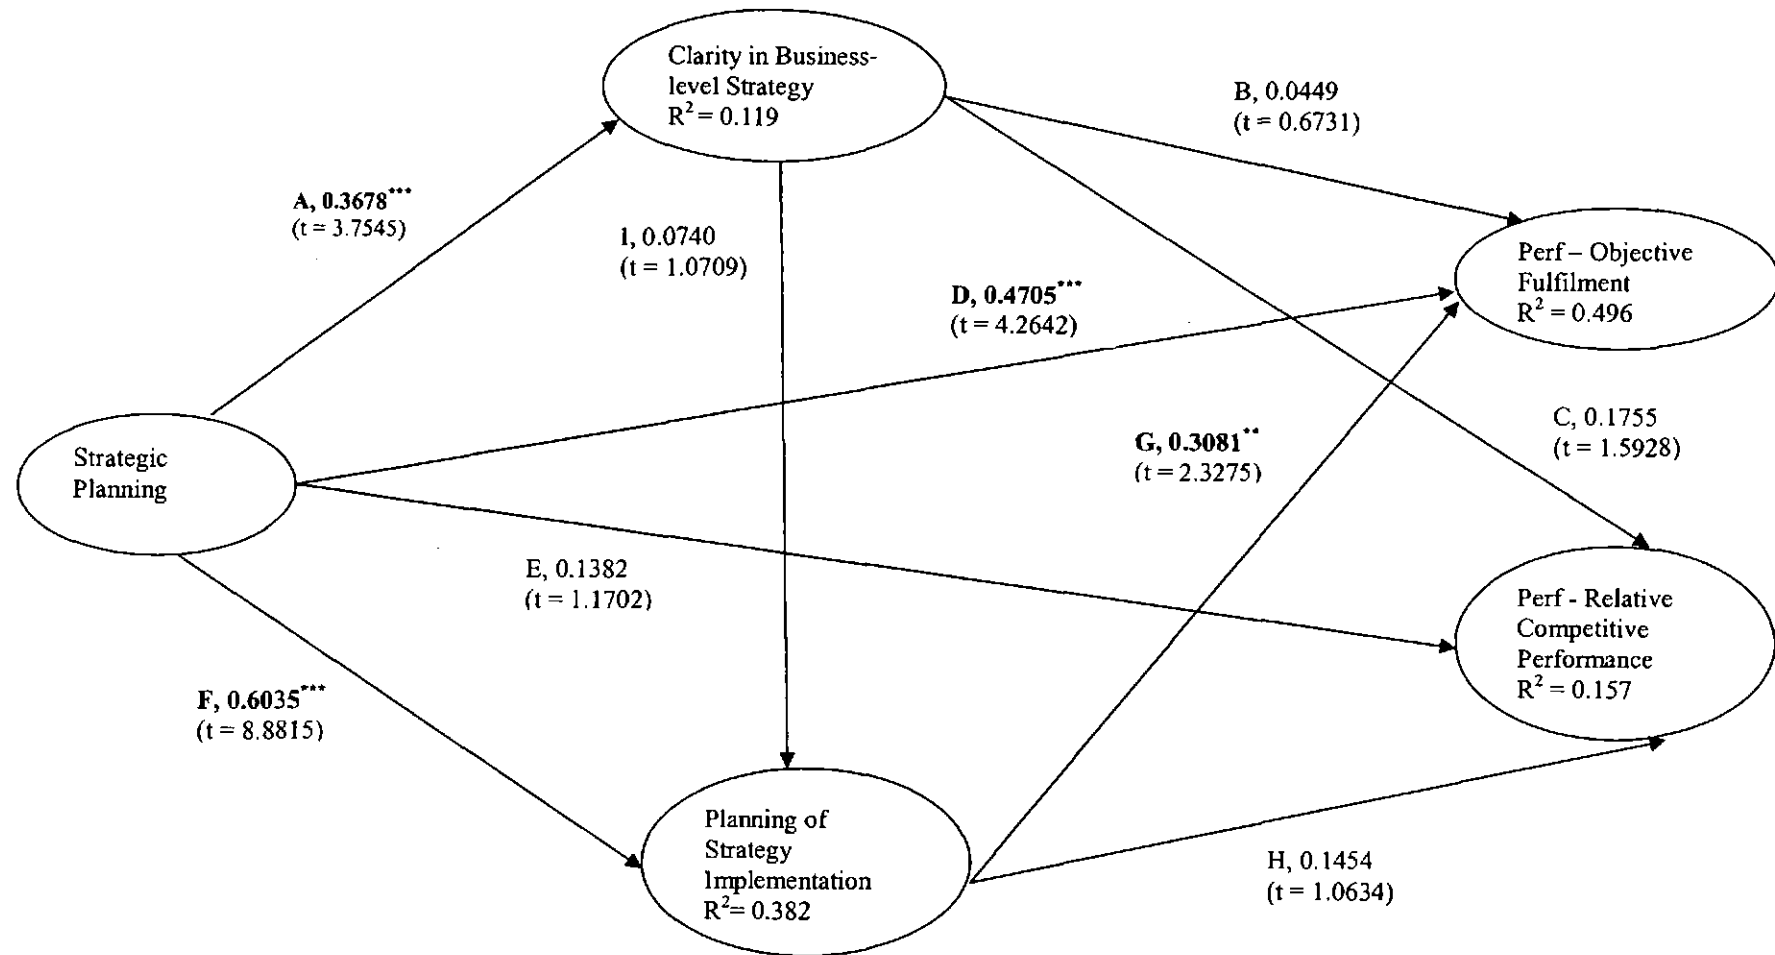 Clarity in Business-
level Strategy
R² = 0.119
B, 0.0449
(t = 0.6731)
A, 0.3678***
(t = 3.7545)
I, 0.0740
(t = 1.0709)
Perf – Objective
Fulfilment
R² = 0.496
D, 0.4705***
(t = 4.2642)
C, 0.1755
(t = 1.5928)
G, 0.3081**
(t = 2.3275)
Strategic
Planning
E, 0.1382
(t = 1.1702)
Perf - Relative
Competitive
Performance
R² = 0.157
F, 0.6035***
(t = 8.8815)
Planning of
Strategy
Implementation
R²= 0.382
H, 0.1454
(t = 1.0634)